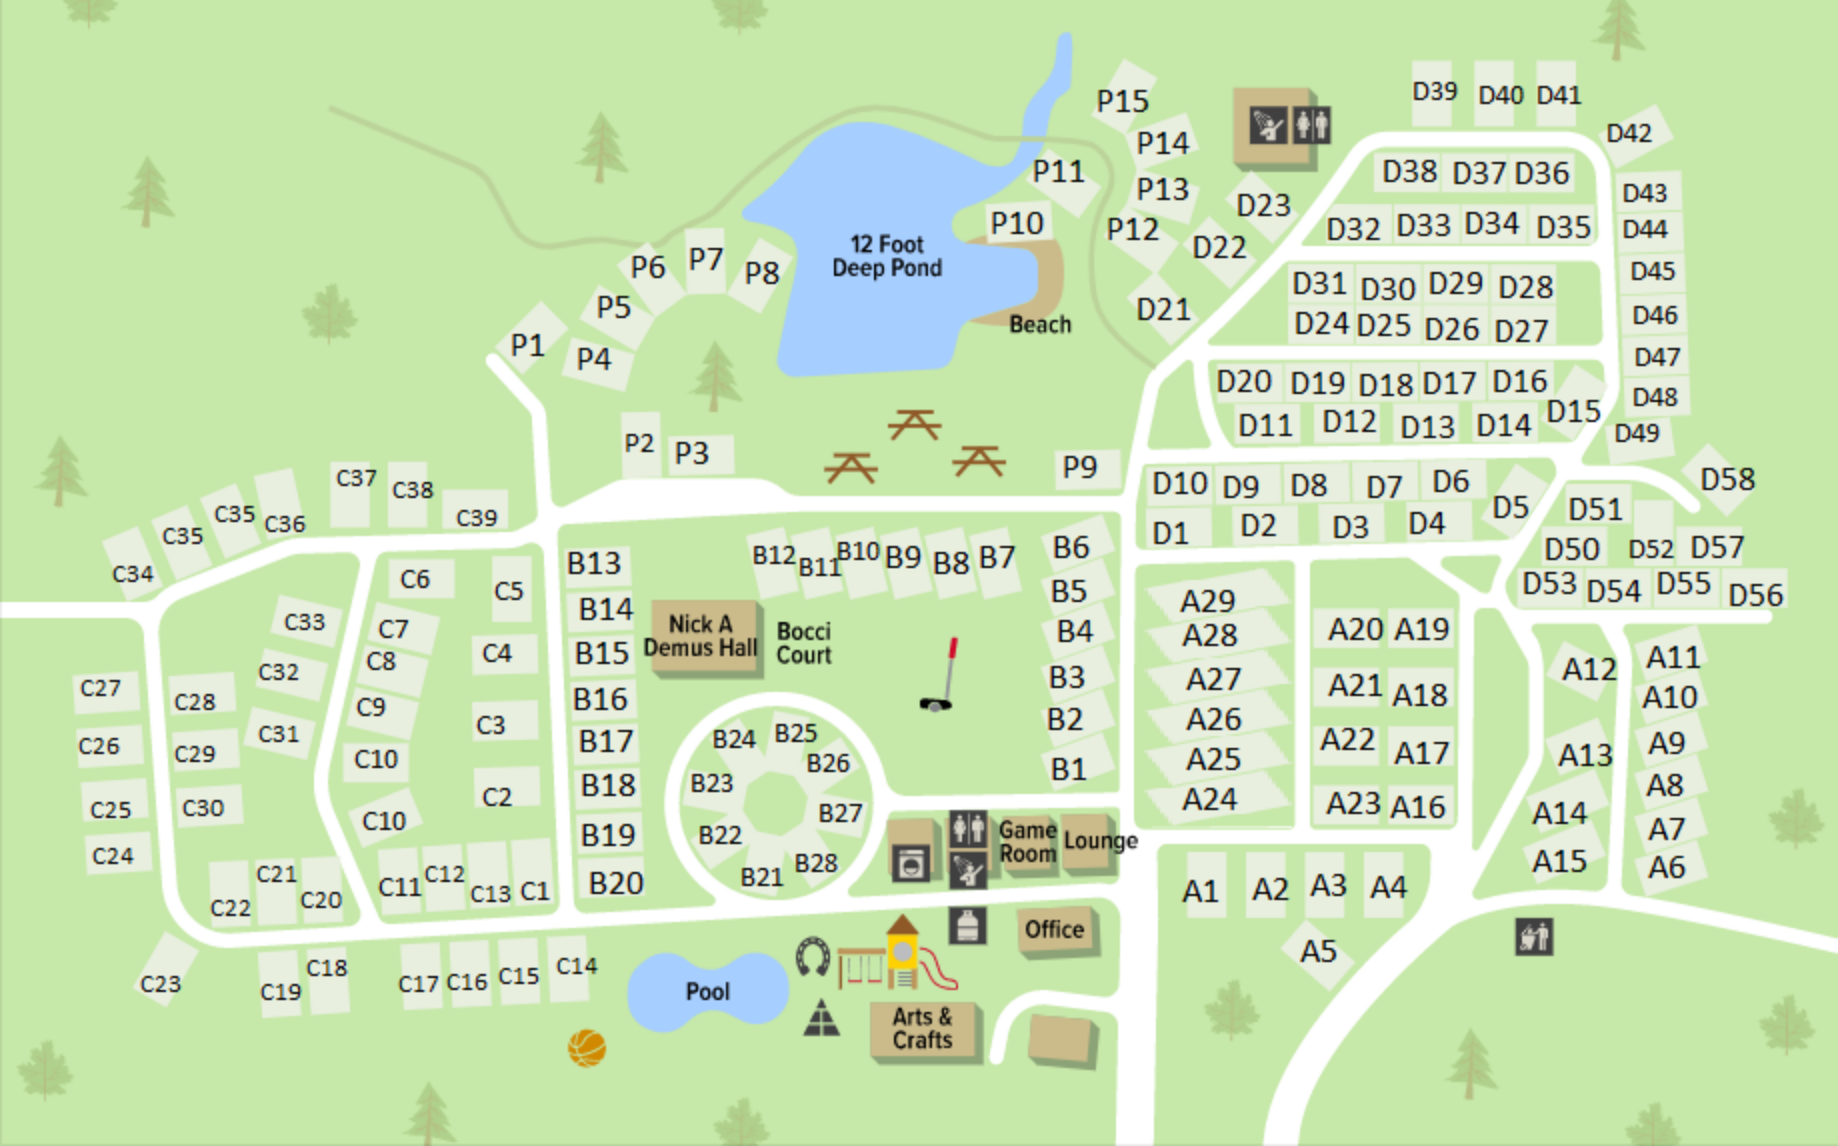 D39 D40 D41
P15
D42
P14
P11
D38 D37 D36
P13
D43
D23
P10
P12
D32 D33 D34 D35
D44
D22
12 Foot
Deep Pond
P6 P7 P8
D45
D31 D30 D29 D28
P5
D21
D46
Beach
D24 D25 D26 D27
P1
P4
D47
D20 D19 D18 D17 D16
D48
D15
D11 D12 D13 D14
D49
P2 P3
P9
D58
C37
C38
D10 D9 D8 D7 D6
D5
D51
C39
C35
C36
C35
D1 D2 D3 D4
D50 D52 D57
B6
B12 B11 B10 B9 B8 B7
B13
C34
C6
C5
B5
D53 D54 D55 D56
A29
B14
C33
C7
Nick A
Demus Hall
Bocci
Court
B4
A28
A20 A19
C4
B15
C8
C32
A12
A11
B3
A27
A21 A18
C27
C28
B16
A10
C9
C3
B2
A26
C26
C29
C31
B17
B24 B25
B26
A22 A17
A9
A13
C10
A25
B1
B23
B18
A8
C2
C25
C30
B27
A24
A23 A16
A14
C10
B19
B22
Game
Room
Lounge
A7
C24
B28
A15
A6
C21
C12
B21
B20
C22
C20
C11
C13 C1
A1 A2 A3 A4
Office
A5
C23
C18
C19
C17 C16 C15 C14
Pool
Arts &
Crafts